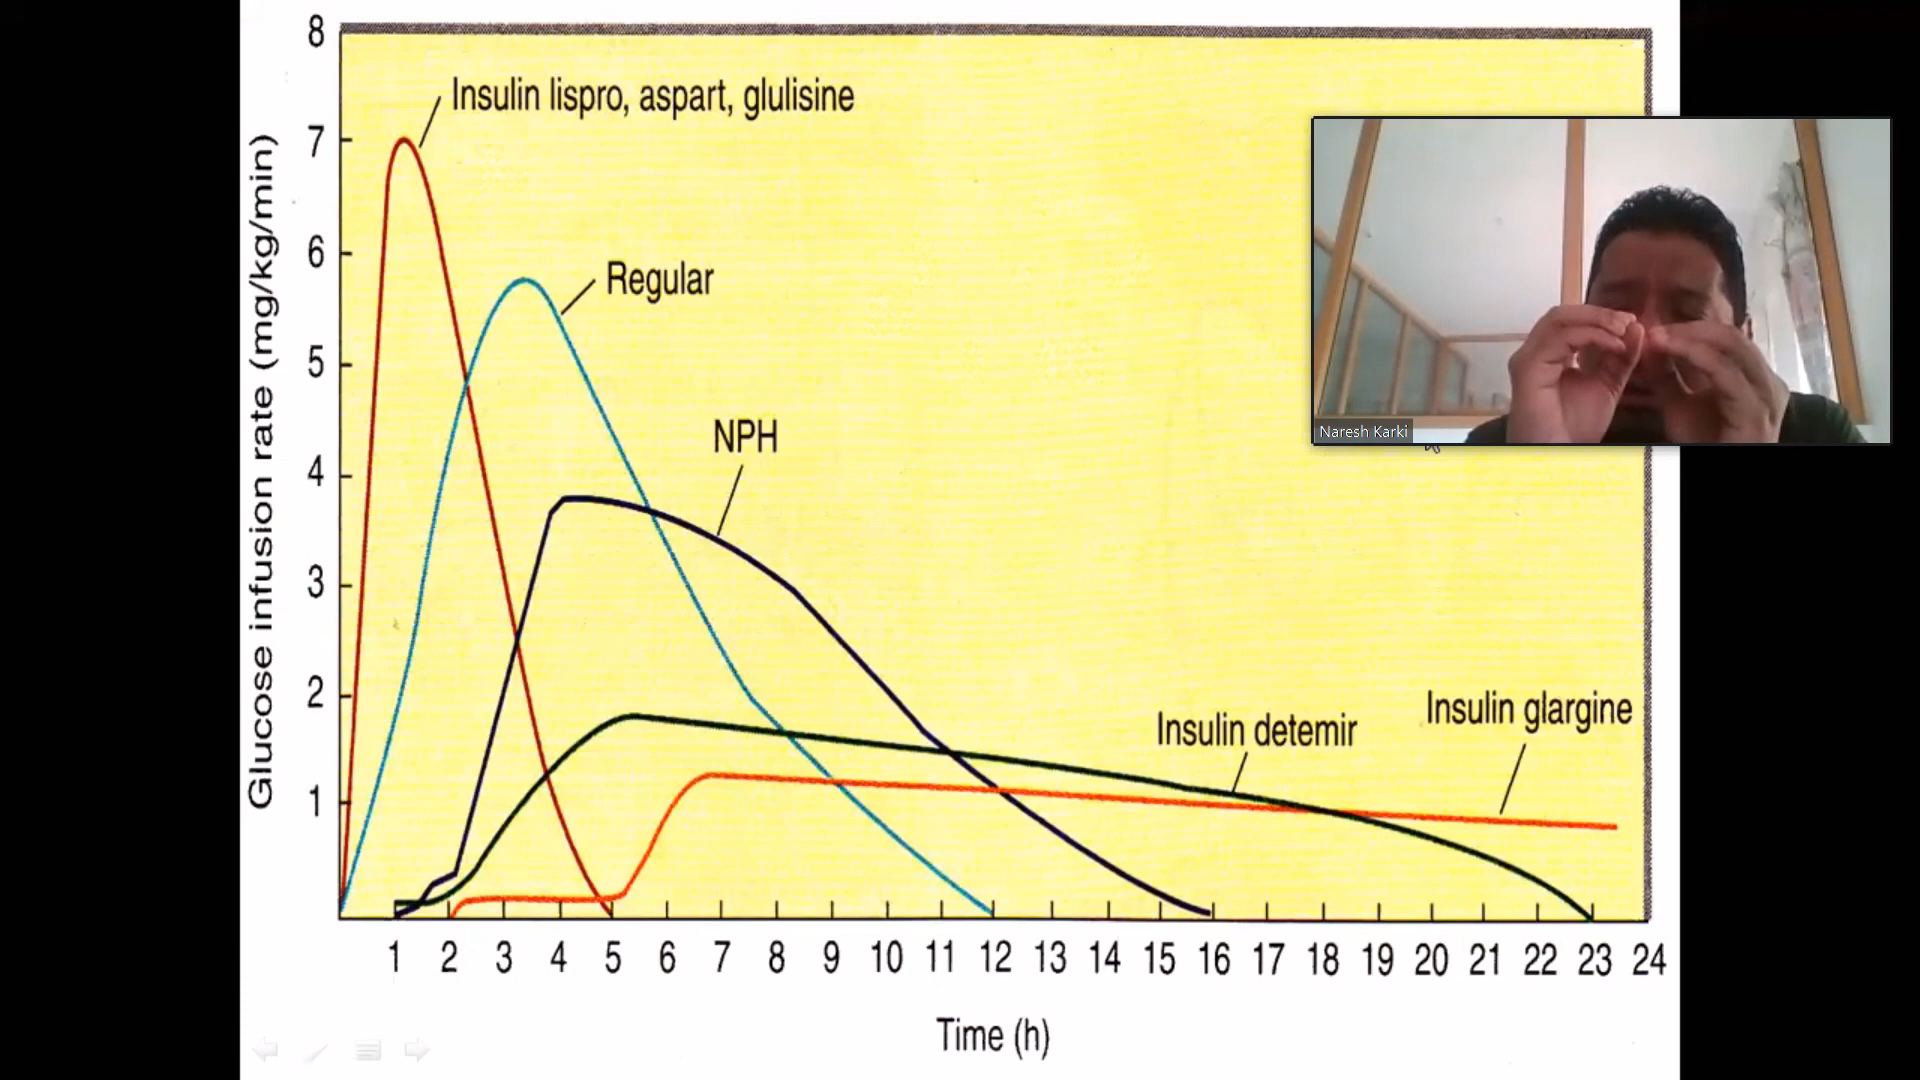 8
Insulin lispro, aspart, glulisine
7
6
Regular
5
NPH
4
3
2
Insulin detemir
Insulin glargine
1
Glucose infusion rate (mg/kg/min)
1 2 3 4 5 6 7 8 9 10 11 12 13 14 15 16 17 18 19 20 21 22 23 24
Time (h)
Naresh Karki